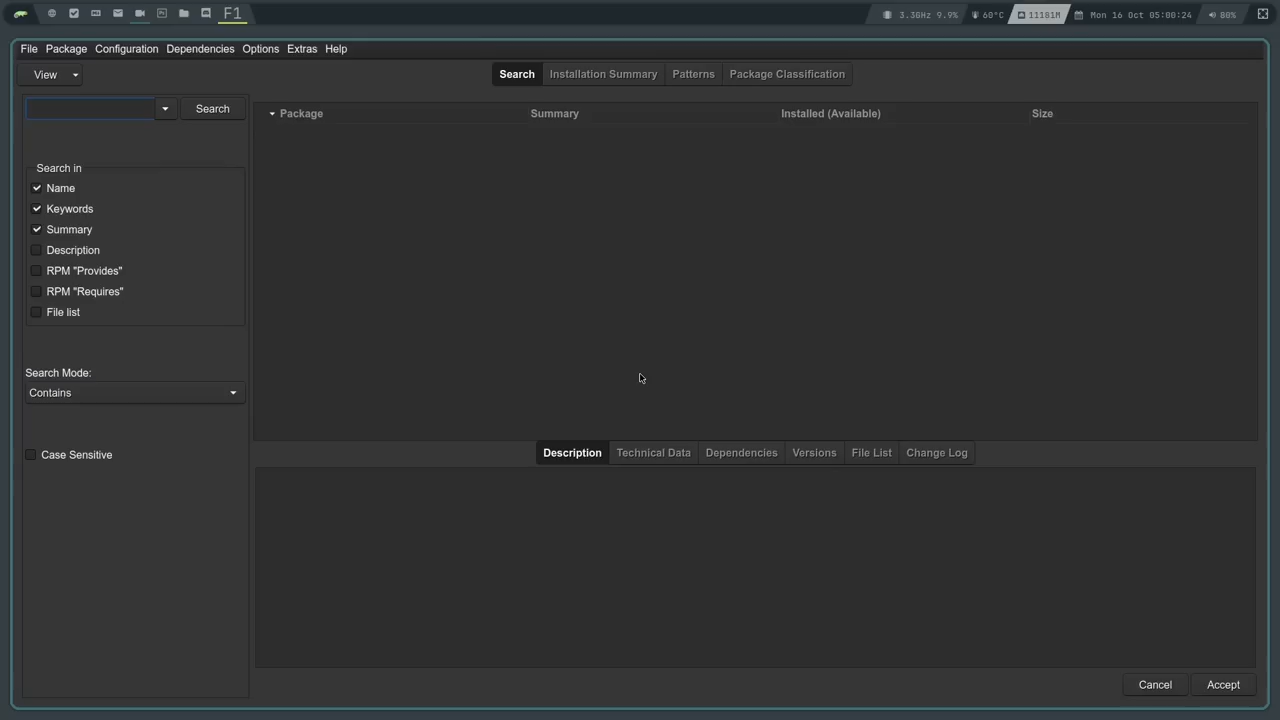 F1 3.3GHz 9.9% 60°C 11181M Mon 16 Oct 05:00:24 80%
File Package Configuration Dependencies Options Extras Help
View Search Installation Summary Patterns Package Classification
Search
Package Summary Installed (Available) Size
Search in
Name
Keywords
Summary
Description
RPM "Provides"
RPM "Requires"
File list
Search Mode:
Contains
Case Sensitive
Description Technical Data Dependencies Versions File List Change Log
Cancel Accept